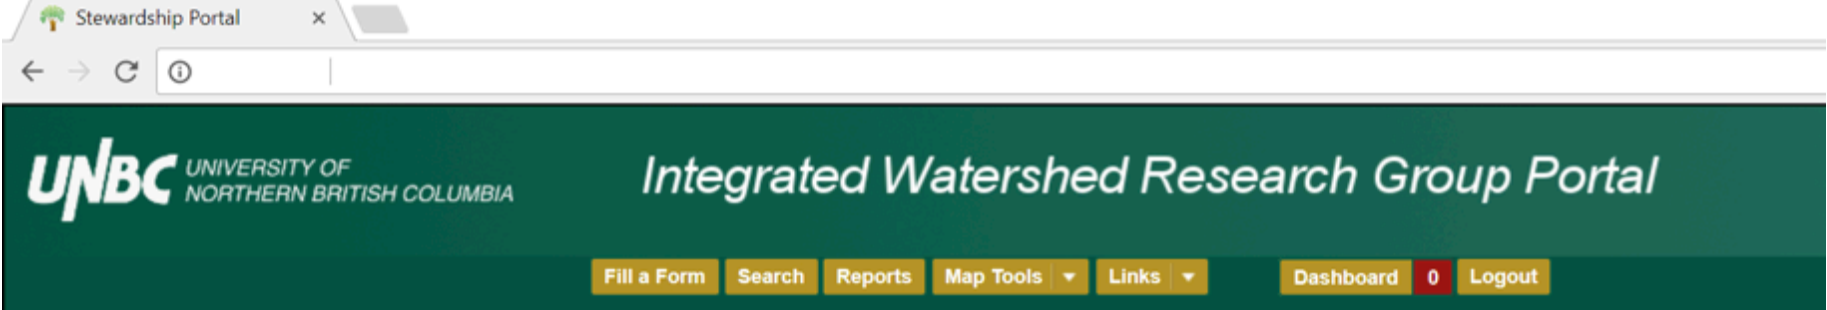 Stewardship Portal
UNBC UNIVERSITY OF
NORTHERN BRITISH COLUMBIA
Integrated Watershed Research Group Portal
Fill a Form Search Reports Map Tools Links Dashboard 0 Logout